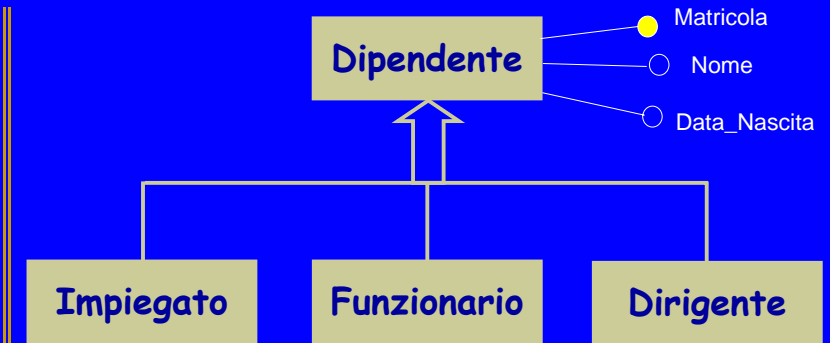 Matricola
Dipendente
Nome
Data_Nascita
Impiegato
Funzionario
Dirigente